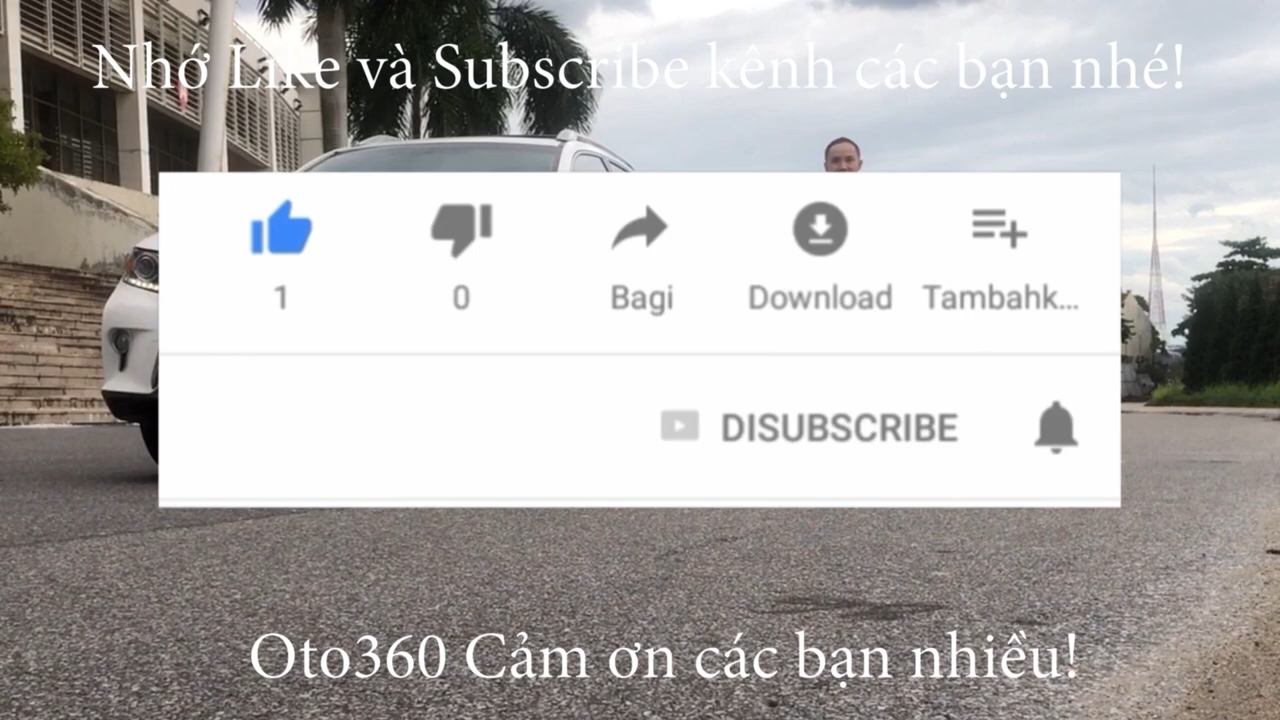 Nhớ Like và Subscribe kênh các bạn nhé!
1
0
Bagi
Download
Tambahk...
DISUBSCRIBE
Oto360 Cảm ơn các bạn nhiều!